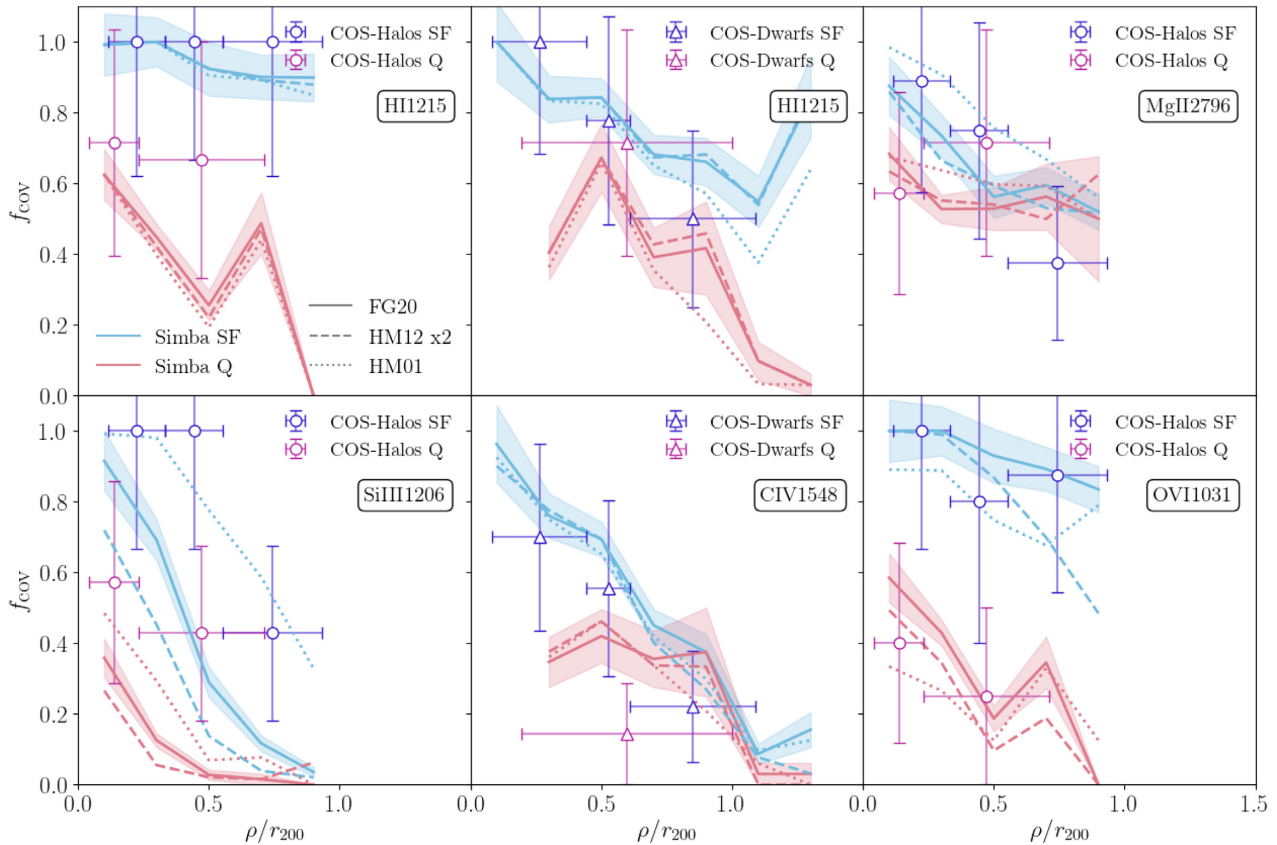 1.0
0.8
0.6
0.4
0.2
0.0
f_cov
COS-Halos SF
COS-Halos Q
HI1215
Simba SF
Simba Q
FG20
HM12 x2
HM01
COS-Dwarfs SF
COS-Dwarfs Q
HI1215
COS-Halos SF
COS-Halos Q
MgII2796
1.0
0.8
0.6
0.4
0.2
0.0
f_cov
COS-Halos SF
COS-Halos Q
SiIII1206
COS-Dwarfs SF
COS-Dwarfs Q
CIV1548
COS-Halos SF
COS-Halos Q
OVI1031
0.0 0.5 1.0
0.0 0.5 1.0
0.0 0.5 1.0 1.5
ρ/r₂₀₀
ρ/r₂₀₀
ρ/r₂₀₀